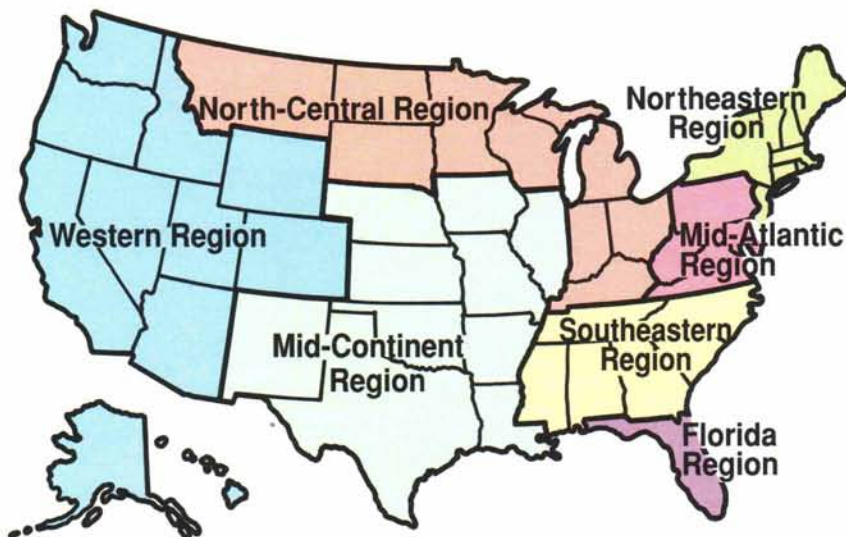 North-Central Region
Northeastern
Region
Western Region
Mid-Atlantic
Region
Mid-Continent
Region
Southeastern
Region
Florida
Region